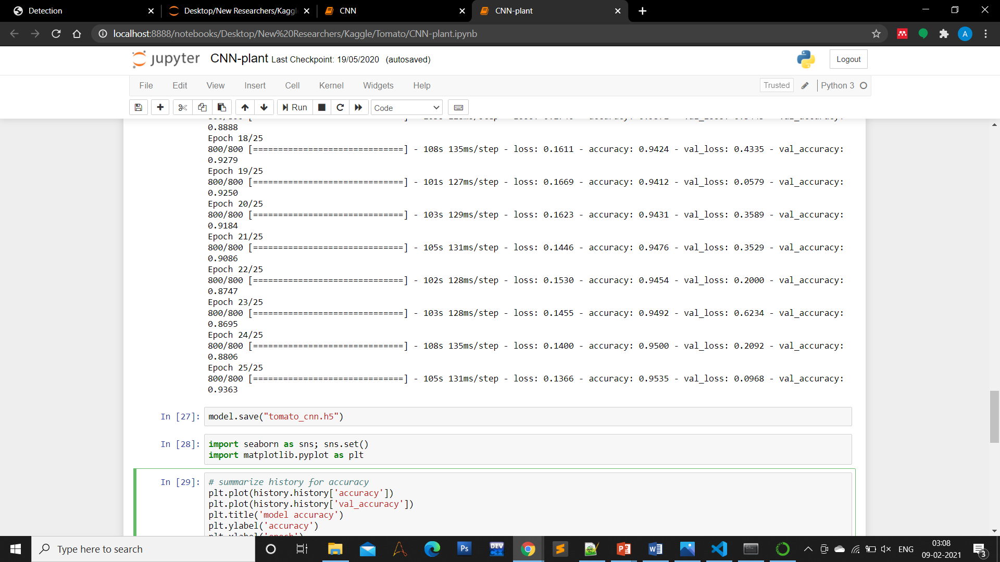 Detection
Desktop/New Researchers/Kaggl
CNN
CNN-plant
localhost:8888/notebooks/Desktop/New%20Researchers/Kaggle/Tomato/CNN-plant.ipynb
A
jupyter CNN-plant Last Checkpoint: 19/05/2020 (autosaved)
Logout
File Edit View Insert Cell Kernel Widgets Help
Trusted Python 3
Run Code
0.8888
Epoch 18/25
800/800 [==============================] - 108s 135ms/step - loss: 0.1611 - accuracy: 0.9424 - val_loss: 0.4335 - val_accuracy:
0.9279
Epoch 19/25
800/800 [==============================] - 101s 127ms/step - loss: 0.1669 - accuracy: 0.9412 - val_loss: 0.0579 - val_accuracy:
0.9250
Epoch 20/25
800/800 [==============================] - 103s 129ms/step - loss: 0.1623 - accuracy: 0.9431 - val_loss: 0.3589 - val_accuracy:
0.9184
Epoch 21/25
800/800 [==============================] - 105s 131ms/step - loss: 0.1446 - accuracy: 0.9476 - val_loss: 0.3529 - val_accuracy:
0.9086
Epoch 22/25
800/800 [==============================] - 102s 128ms/step - loss: 0.1530 - accuracy: 0.9454 - val_loss: 0.2000 - val_accuracy:
0.8747
Epoch 23/25
800/800 [==============================] - 103s 128ms/step - loss: 0.1455 - accuracy: 0.9492 - val_loss: 0.6234 - val_accuracy:
0.8695
Epoch 24/25
800/800 [==============================] - 108s 135ms/step - loss: 0.1400 - accuracy: 0.9500 - val_loss: 0.2092 - val_accuracy:
0.8806
Epoch 25/25
800/800 [==============================] - 105s 131ms/step - loss: 0.1366 - accuracy: 0.9535 - val_loss: 0.0968 - val_accuracy:
0.9363
In [27]: model.save("tomato_cnn.h5")
In [28]: import seaborn as sns; sns.set()
import matplotlib.pyplot as plt
In [29]: # summarize history for accuracy
plt.plot(history.history['accuracy'])
plt.plot(history.history['val_accuracy'])
plt.title('model accuracy')
plt.ylabel('accuracy')
plt.xlabel('epoch')
Type here to search
Ps
DEV
ENG
03:08
09-02-2021
3